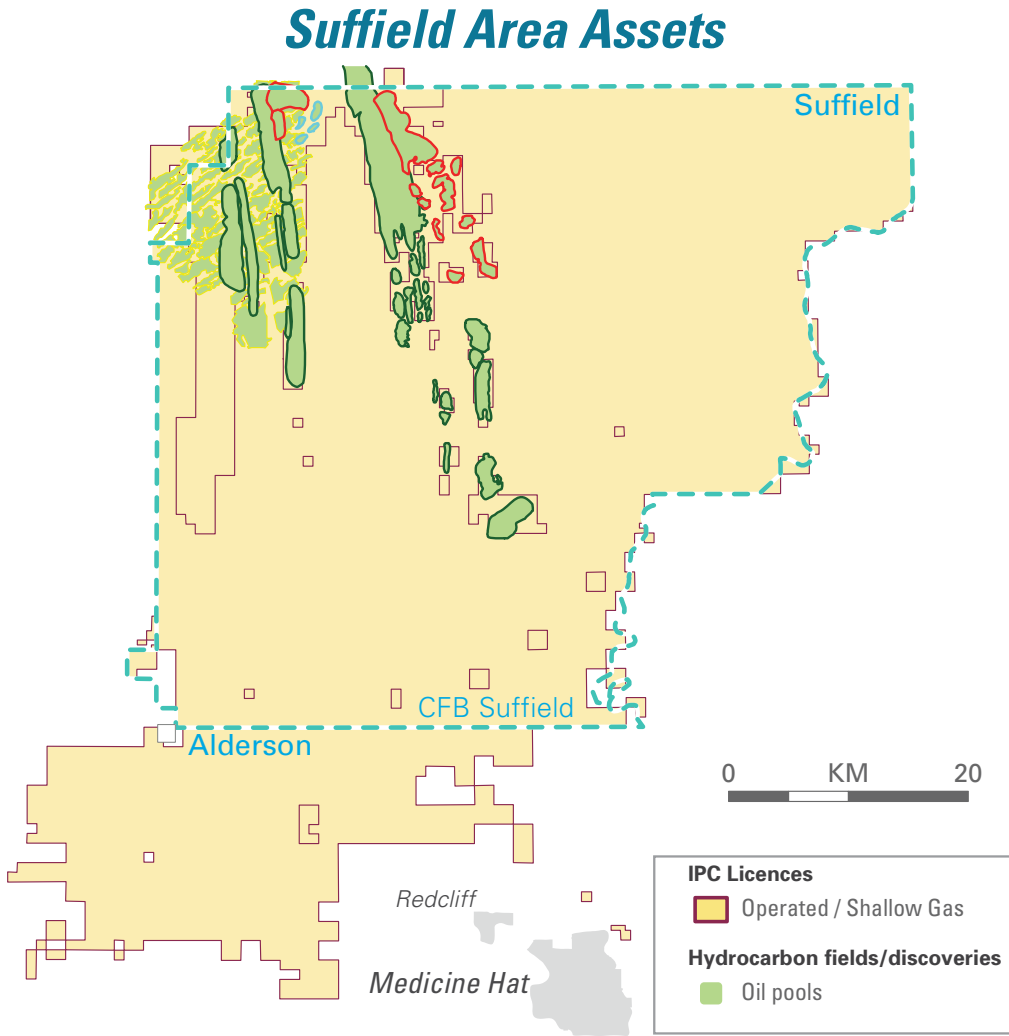 Suffield Area Assets
Suffield
CFB Suffield
Alderson
0 KM 20
Redcliff
Medicine Hat
IPC Licences
Operated / Shallow Gas
Hydrocarbon fields/discoveries
Oil pools